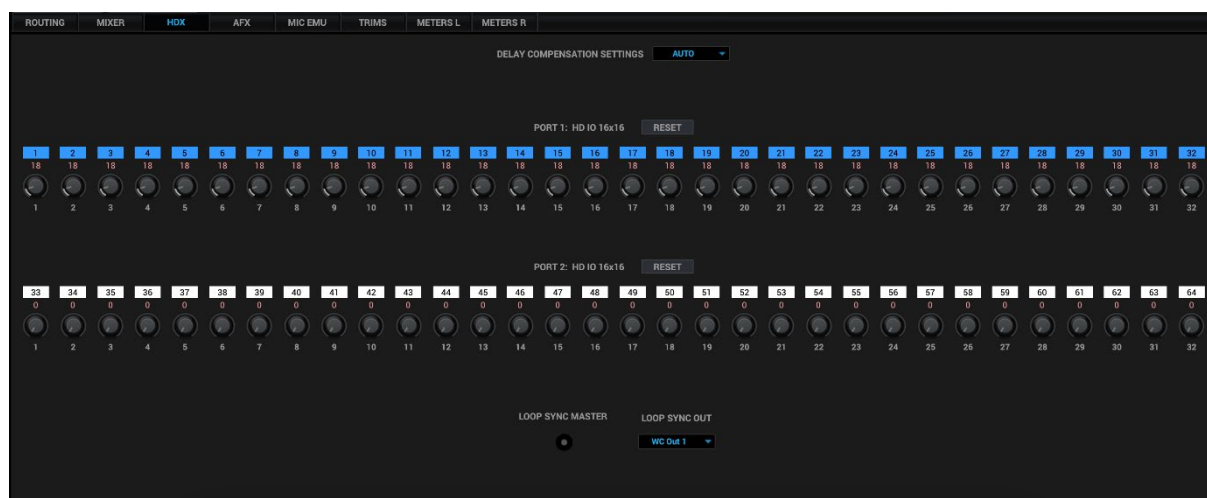 ROUTING MIXER HDX AFX MIC EMU TRIMS METERS L METERS R
DELAY COMPENSATION SETTINGS AUTO
PORT 1: HD IO 16x16 RESET
1 2 3 4 5 6 7 8 9 10 11 12 13 14 15 16 17 18 19 20 21 22 23 24 25 26 27 28 29 30 31 32
18 18 18 18 18 18 18 18 18 18 18 18 18 18 18 18 18 18 18 18 18 18 18 18 18 18 18 18 18 18 18 18
1 2 3 4 5 6 7 8 9 10 11 12 13 14 15 16 17 18 19 20 21 22 23 24 25 26 27 28 29 30 31 32
PORT 2: HD IO 16x16 RESET
33 34 35 36 37 38 39 40 41 42 43 44 45 46 47 48 49 50 51 52 53 54 55 56 57 58 59 60 61 62 63 64
0 0 0 0 0 0 0 0 0 0 0 0 0 0 0 0 0 0 0 0 0 0 0 0 0 0 0 0 0 0 0 0
1 2 3 4 5 6 7 8 9 10 11 12 13 14 15 16 17 18 19 20 21 22 23 24 25 26 27 28 29 30 31 32
LOOP SYNC MASTER LOOP SYNC OUT
WC Out 1